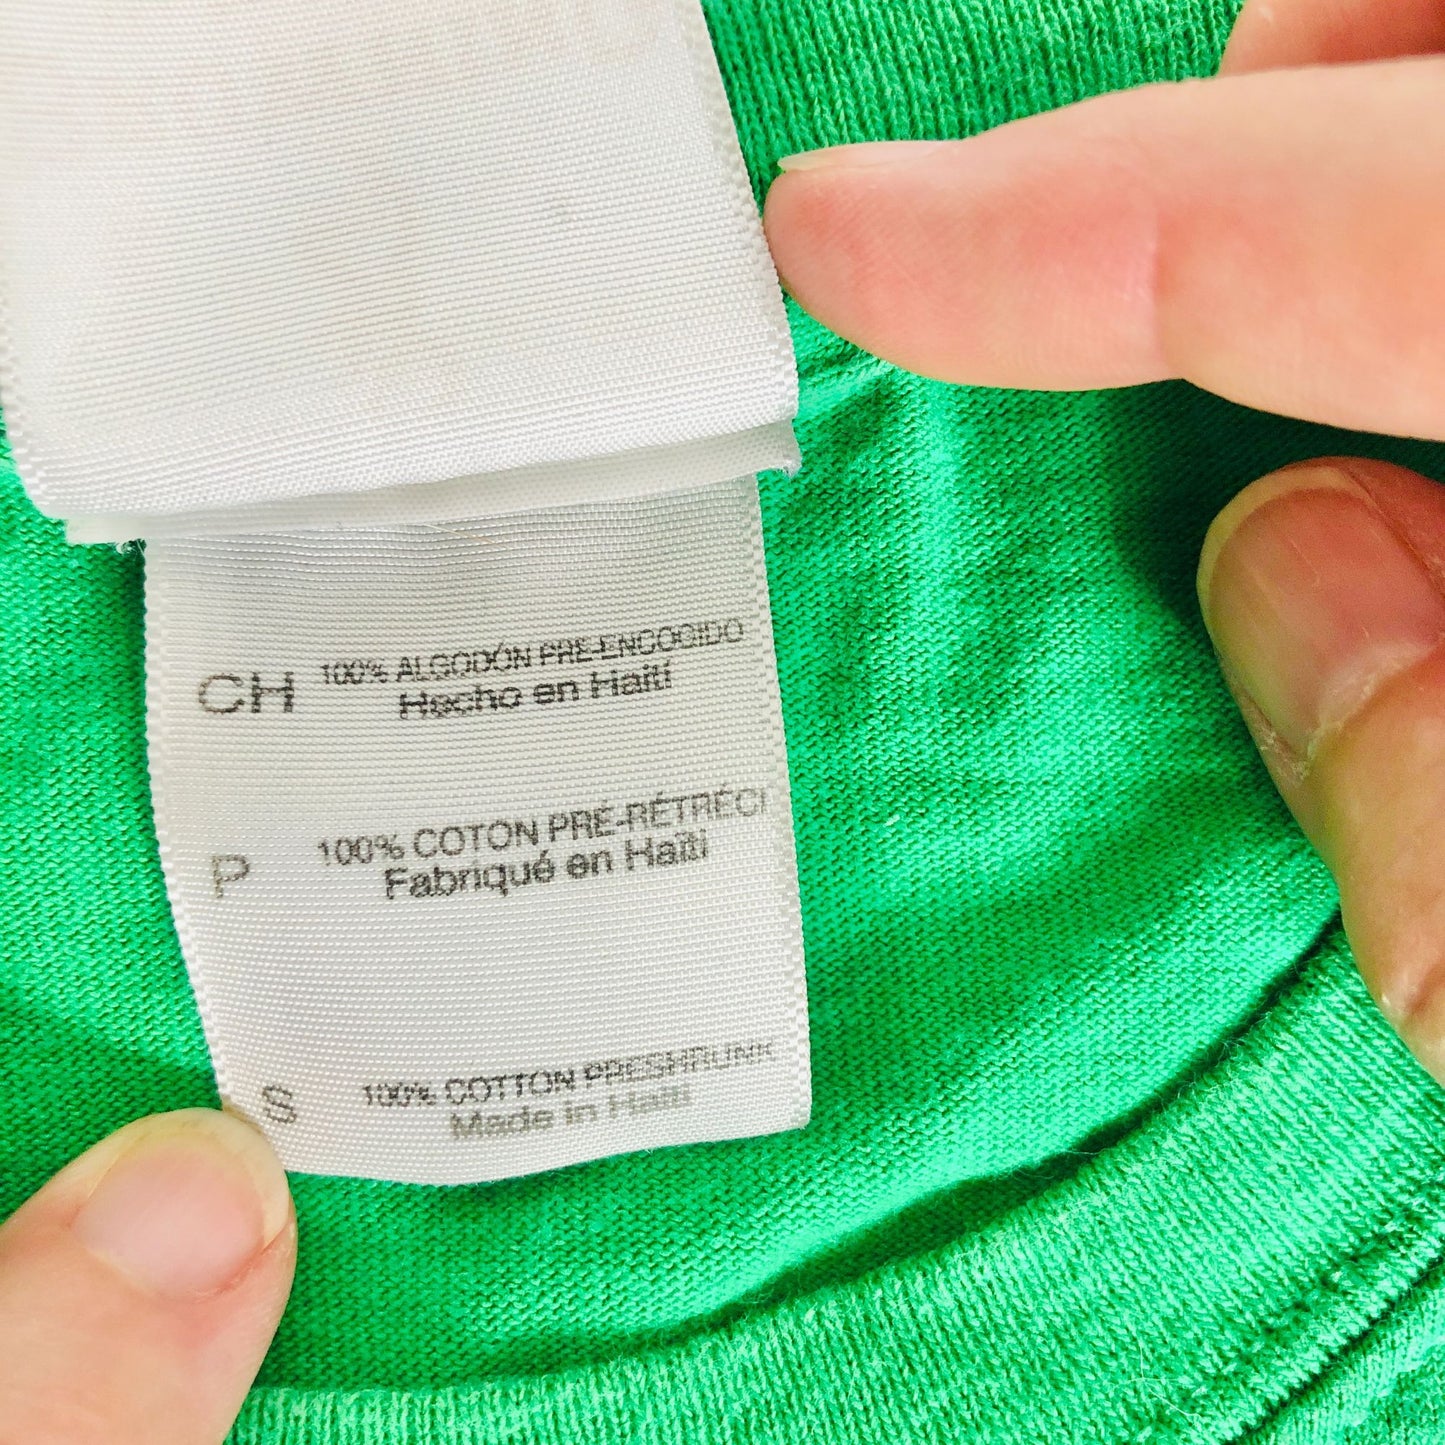 CH 100% ALGODÓN PRE-ENCOGIDO
Hecho en Haití
P 100% COTON PRÉ-RÉTRÉCI
Fabriqué en Haïti
S 100% COTTON PRESHRUNK
Made in Haiti